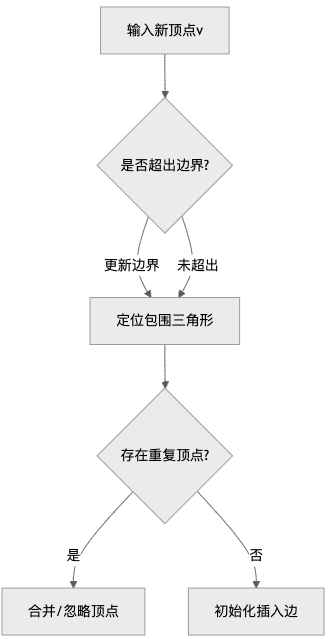 输入新顶点v
是否超出边界?
更新边界
未超出
定位包围三角形
存在重复顶点?
是
否
合并/忽略顶点
初始化插入边